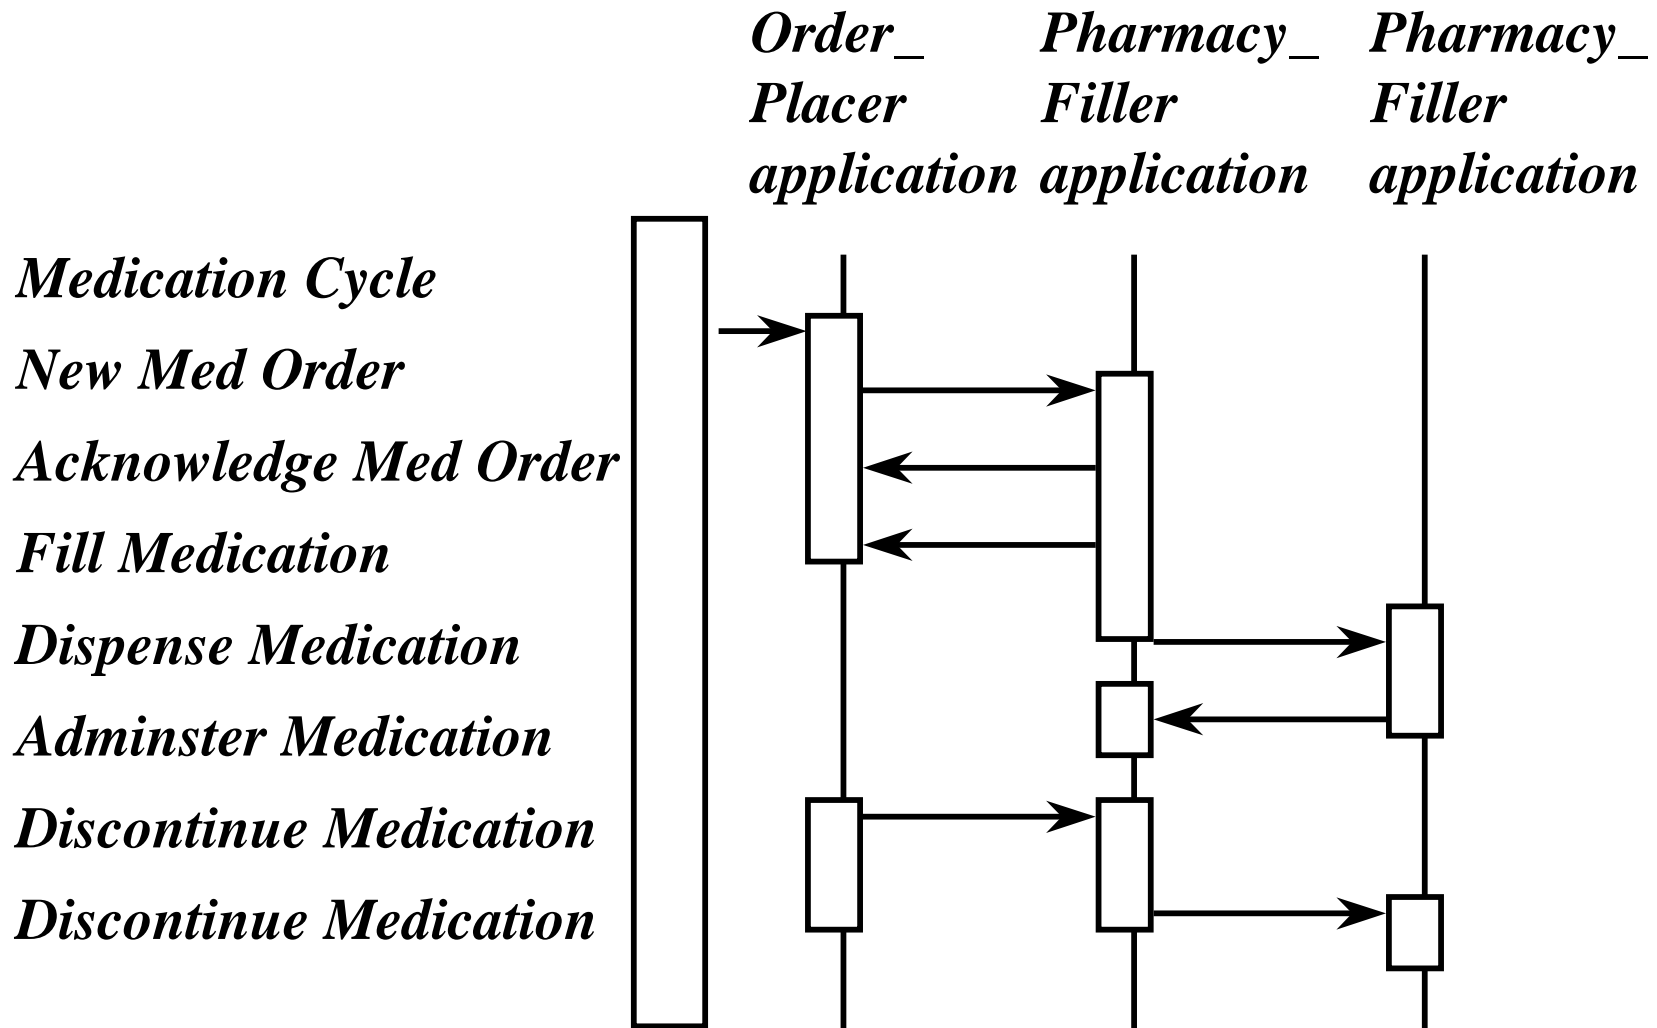 Order_
Placer
application
Pharmacy_
Filler
application
Pharmacy_
Filler
application
Medication Cycle
New Med Order
Acknowledge Med Order
Fill Medication
Dispense Medication
Adminster Medication
Discontinue Medication
Discontinue Medication